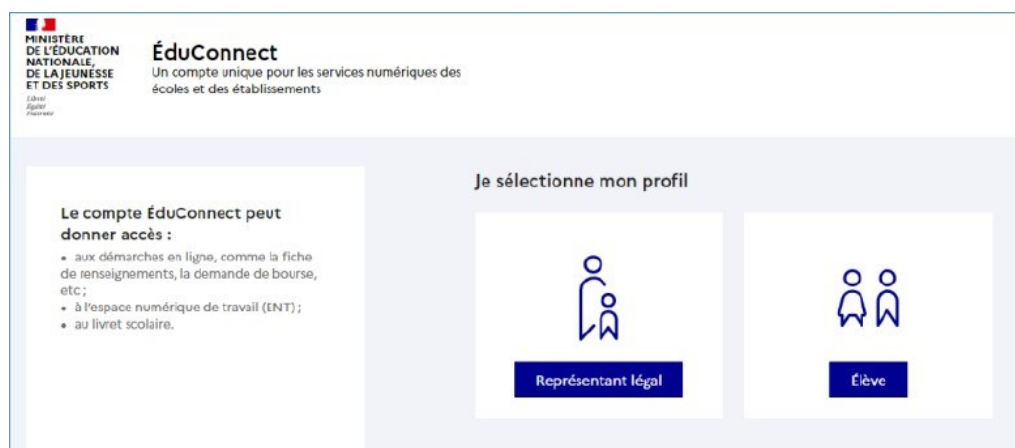 MINISTÈRE
DE L'ÉDUCATION
NATIONALE,
DE LA JEUNESSE
ET DES SPORTS
Liberté
Égalité
Fraternité
ÉduConnect
Un compte unique pour les services numériques des
écoles et des établissements
Le compte ÉduConnect peut
donner accès :
• aux démarches en ligne, comme la fiche
de renseignements, la demande de bourse,
etc ;
• à l'espace numérique de travail (ENT) ;
• au livret scolaire.
Je sélectionne mon profil
Représentant légal
Élève